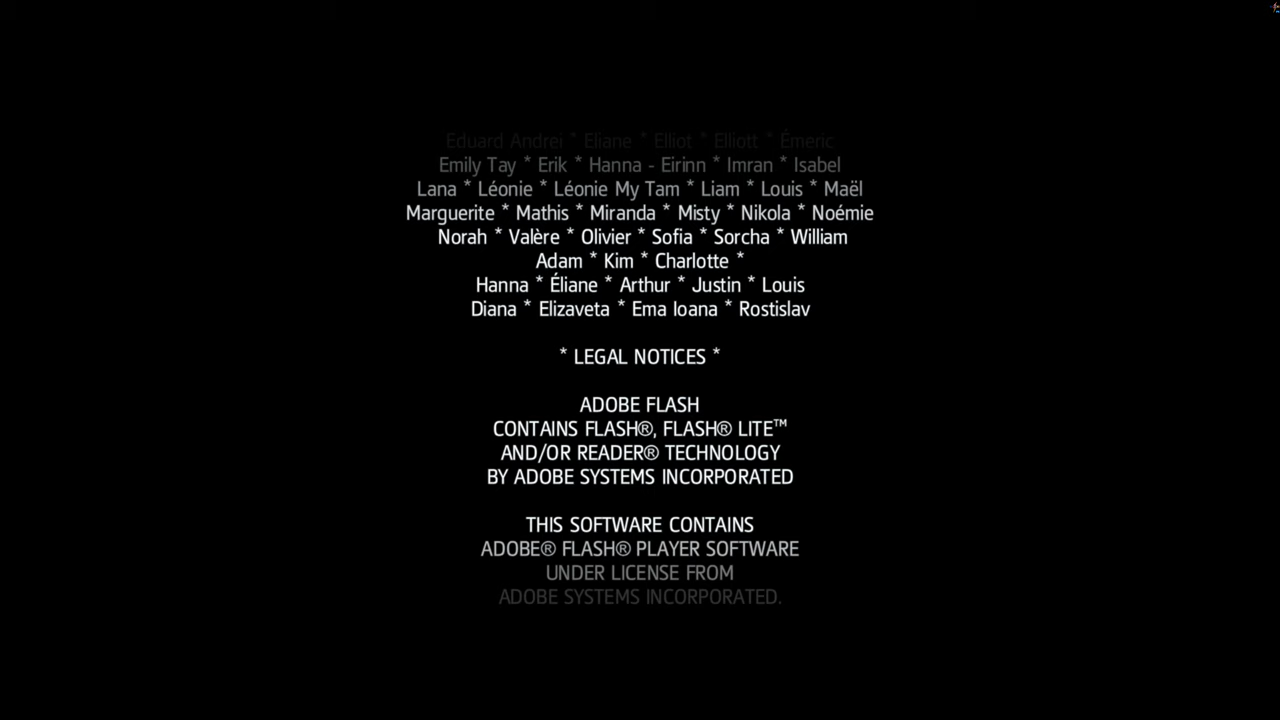 Eduard Andrei * Eliane * Elliot * Elliott * Émeric
Emily Tay * Erik * Hanna - Eirinn * Imran * Isabel
Lana * Léonie * Léonie My Tam * Liam * Louis * Maël
Marguerite * Mathis * Miranda * Misty * Nikola * Noémie
Norah * Valère * Olivier * Sofia * Sorcha * William
Adam * Kim * Charlotte *
Hanna * Éliane * Arthur * Justin * Louis
Diana * Elizaveta * Ema Ioana * Rostislav
* LEGAL NOTICES *
ADOBE FLASH
CONTAINS FLASH®, FLASH® LITE™
AND/OR READER® TECHNOLOGY
BY ADOBE SYSTEMS INCORPORATED
THIS SOFTWARE CONTAINS
ADOBE® FLASH® PLAYER SOFTWARE
UNDER LICENSE FROM
ADOBE SYSTEMS INCORPORATED.